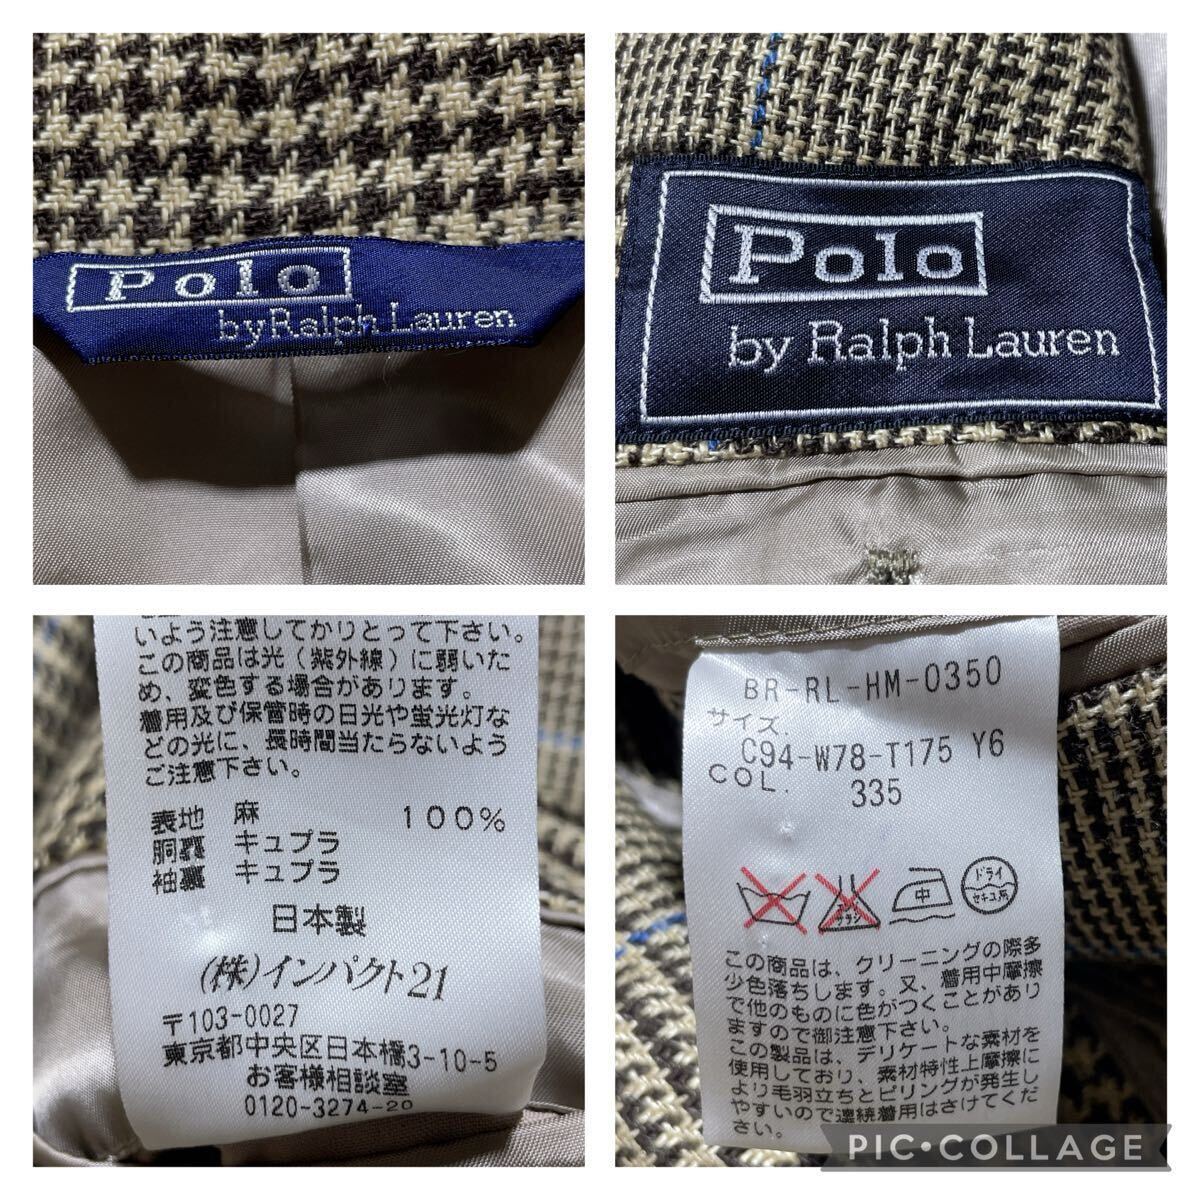 Polo
by Ralph Lauren
Polo
by Ralph Lauren
いよう注意してかりとって下さい。
この商品は光(紫外線)に弱いた
め、変色する場合があります。
着用及び保管時の日光や蛍光灯な
どの光に、長時間当たらないよう
ご注意下さい。
表地 麻 100%
胴裏 キュプラ
袖裏 キュプラ
日本製
(株)インパクト21
〒103-0027
東京都中央区日本橋3-10-5
お客様相談室
0120-3274-20
BR-RL-HM-0350
サイズ.
C94-W78-T175 Y6
COL. 335
エンソ
サラシ
中
ドライ
セキユ系
この商品は、クリーニングの際多
少色落ちします。又、着用中摩擦
で他のものに色がつくことがあり
ますので御注意下さい。
この製品は、デリケートな素材を
使用しており、素材特性上摩擦に
より毛羽立ちとピリングが発生し
やすいので連続着用はさけてくだ
さい。
PIC•COLLAGE